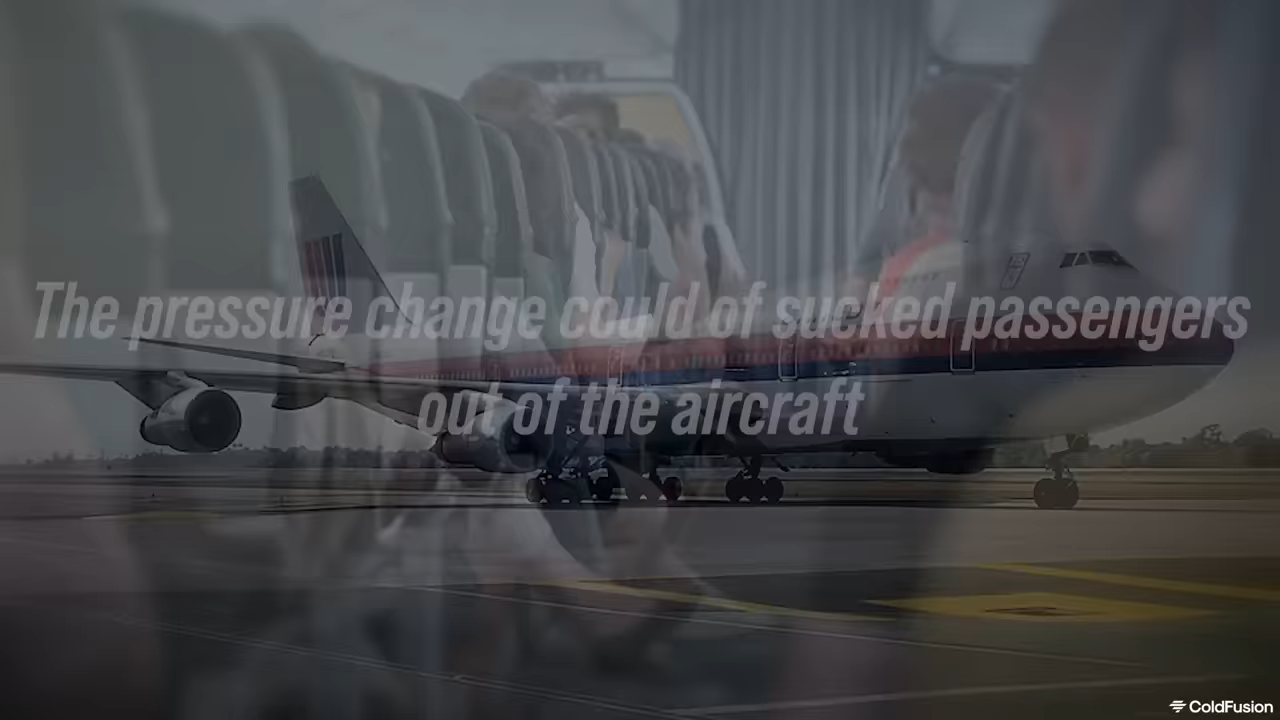 The pressure change could of sucked passengers
out of the aircraft
ColdFusion